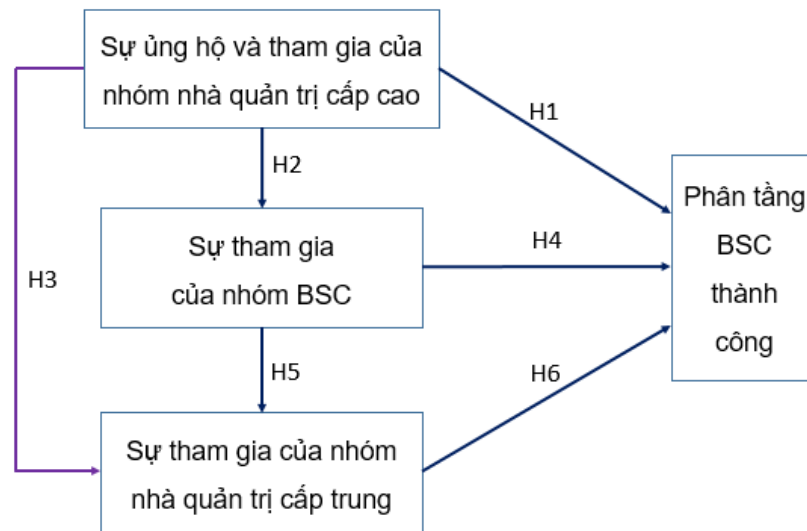 Sự ủng hộ và tham gia của
nhóm nhà quản trị cấp cao
H1
H2
Phân tầng
BSC
thành
công
Sự tham gia
của nhóm BSC
H4
H3
H5
H6
Sự tham gia của nhóm
nhà quản trị cấp trung